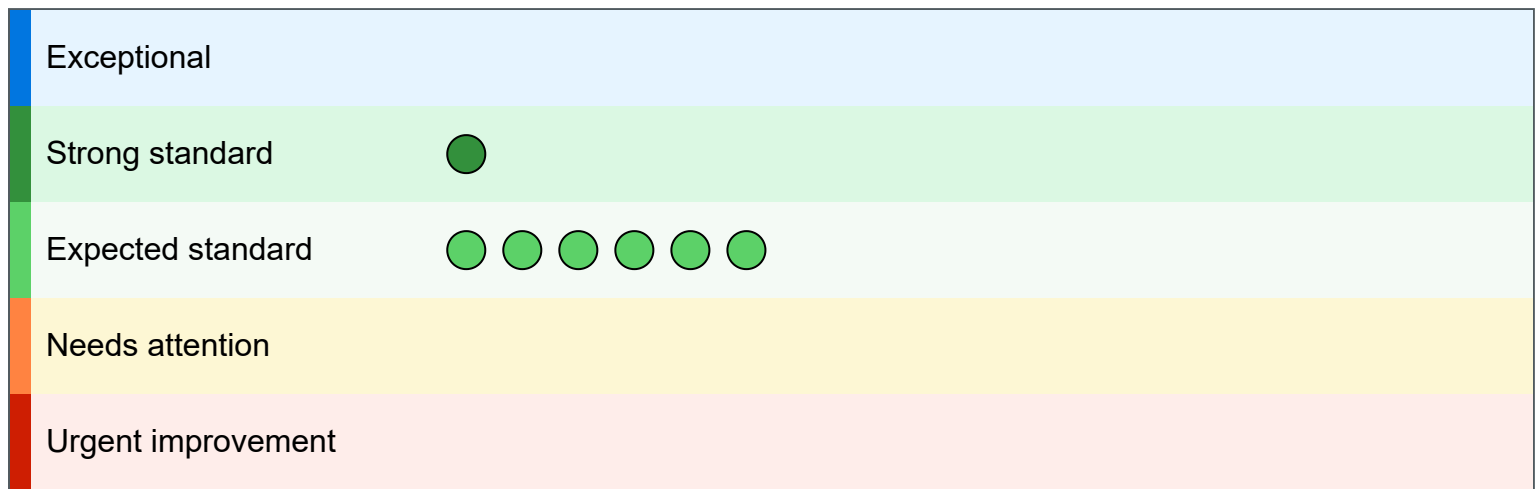 Exceptional
Strong standard
Expected standard
Needs attention
Urgent improvement